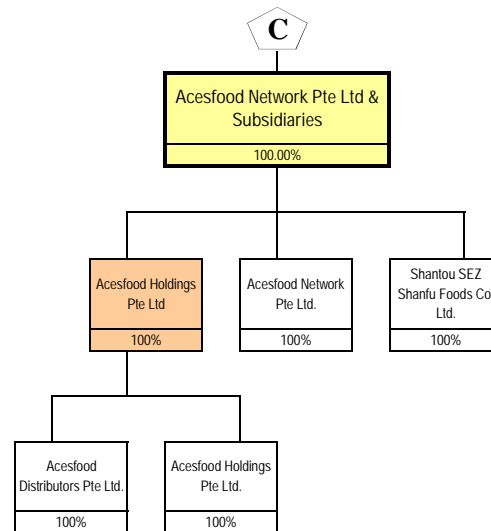 C
Acesfood Network Pte Ltd &
Subsidiaries
100.00%
Acesfood Holdings
Pte Ltd
100%
Acesfood Network
Pte Ltd.
100%
Shantou SEZ
Shanfu Foods Co
Ltd.
100%
Acesfood
Distributors Pte Ltd.
100%
Acesfood Holdings
Pte Ltd.
100%